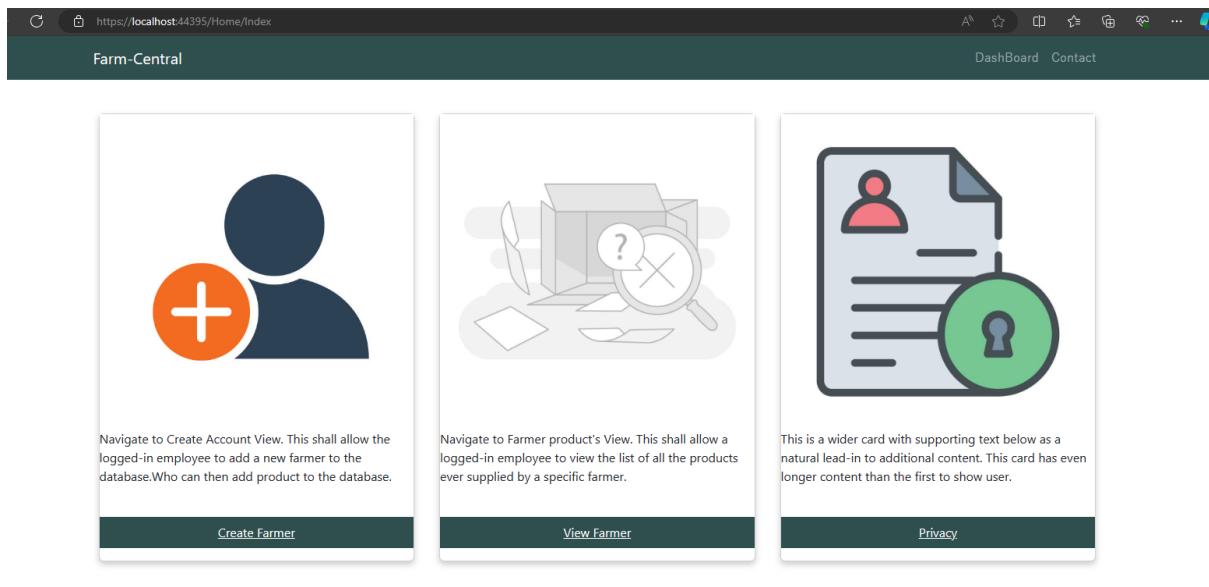 https://localhost:44395/Home/Index
Farm-Central
DashBoard Contact
?
Navigate to Create Account View. This shall allow the
logged-in employee to add a new farmer to the
database.Who can then add product to the database.
Create Farmer
Navigate to Farmer product's View. This shall allow a
logged-in employee to view the list of all the products
ever supplied by a specific farmer.
View Farmer
This is a wider card with supporting text below as a
natural lead-in to additional content. This card has even
longer content than the first to show user.
Privacy